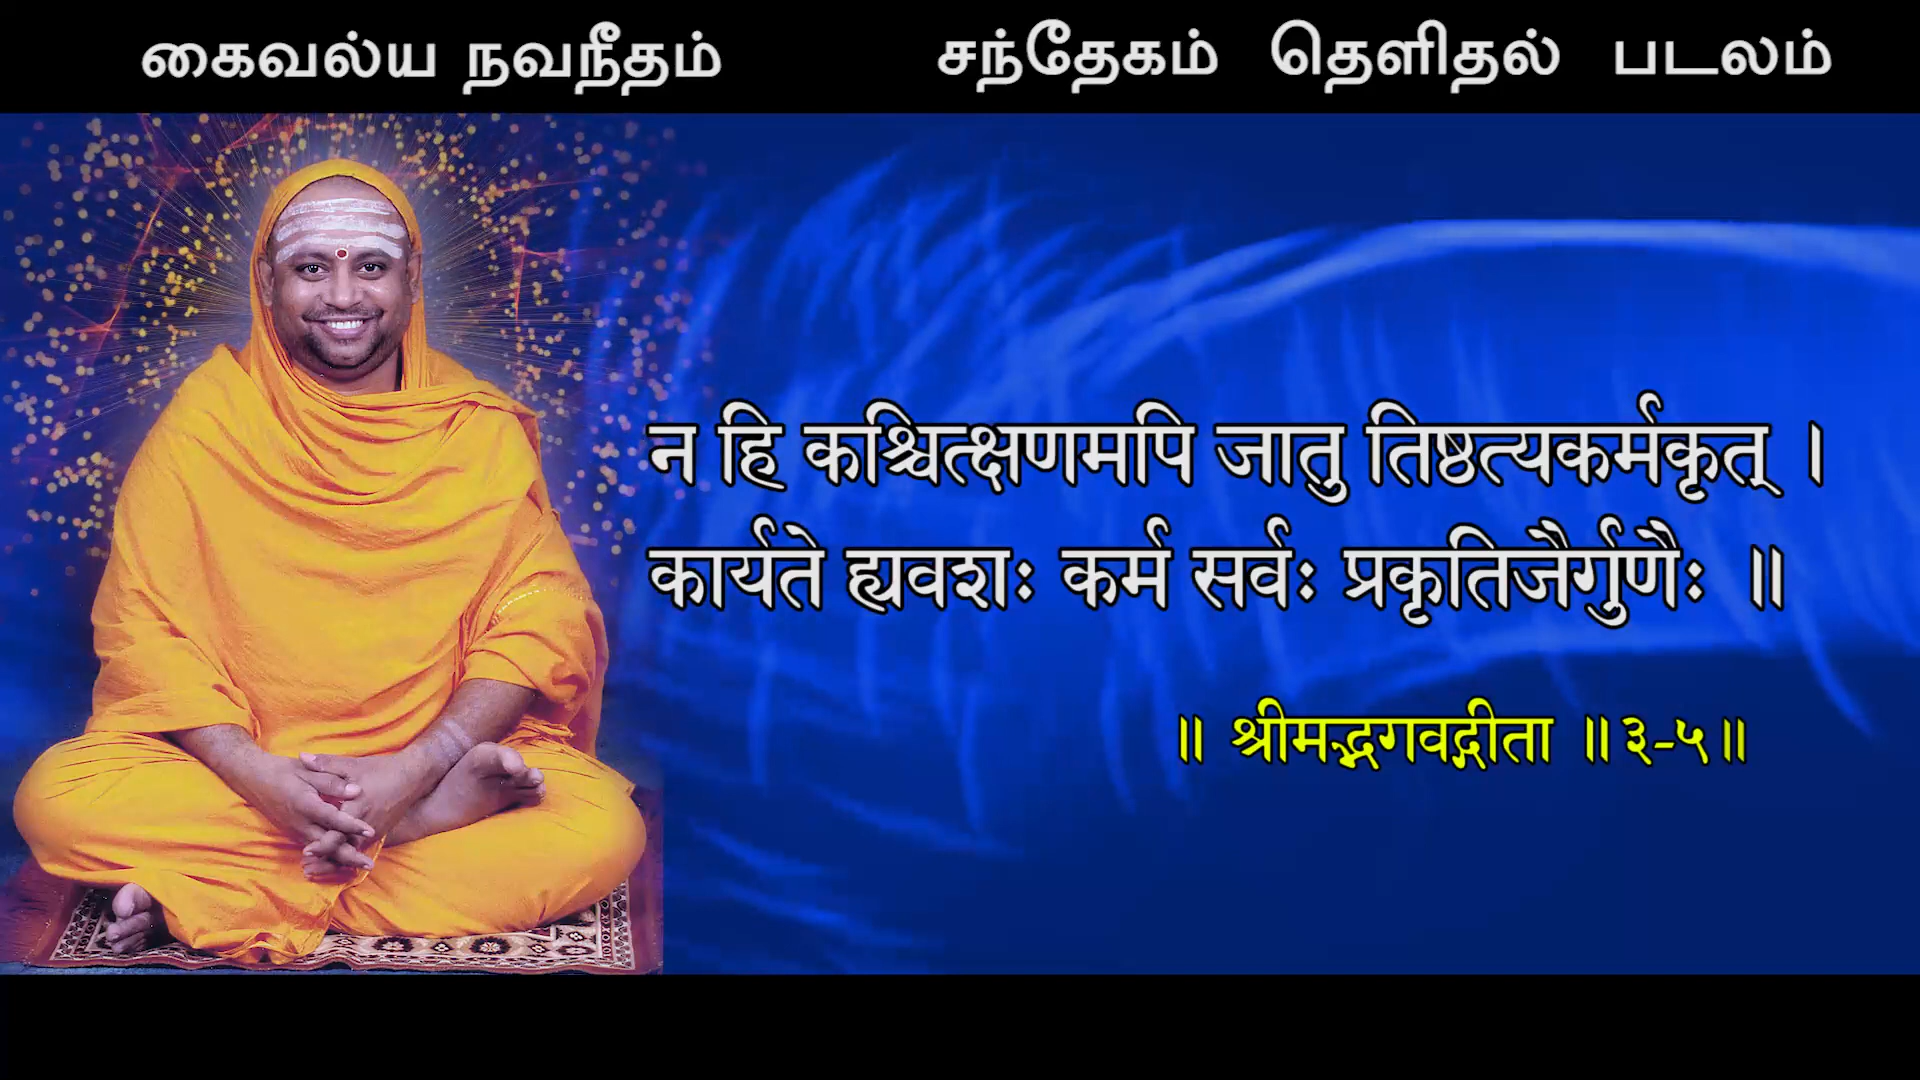 கைவல்ய நவநீதம் சந்தேகம் தெளிதல் படலம்
न हि कश्चित्क्षणमपि जातु तिष्ठत्यकर्मकृत् ।
कार्यते ह्यवशः कर्म सर्वः प्रकृतिजैर्गुणैः ॥
॥ श्रीमद्भगवद्गीता ॥३-५॥